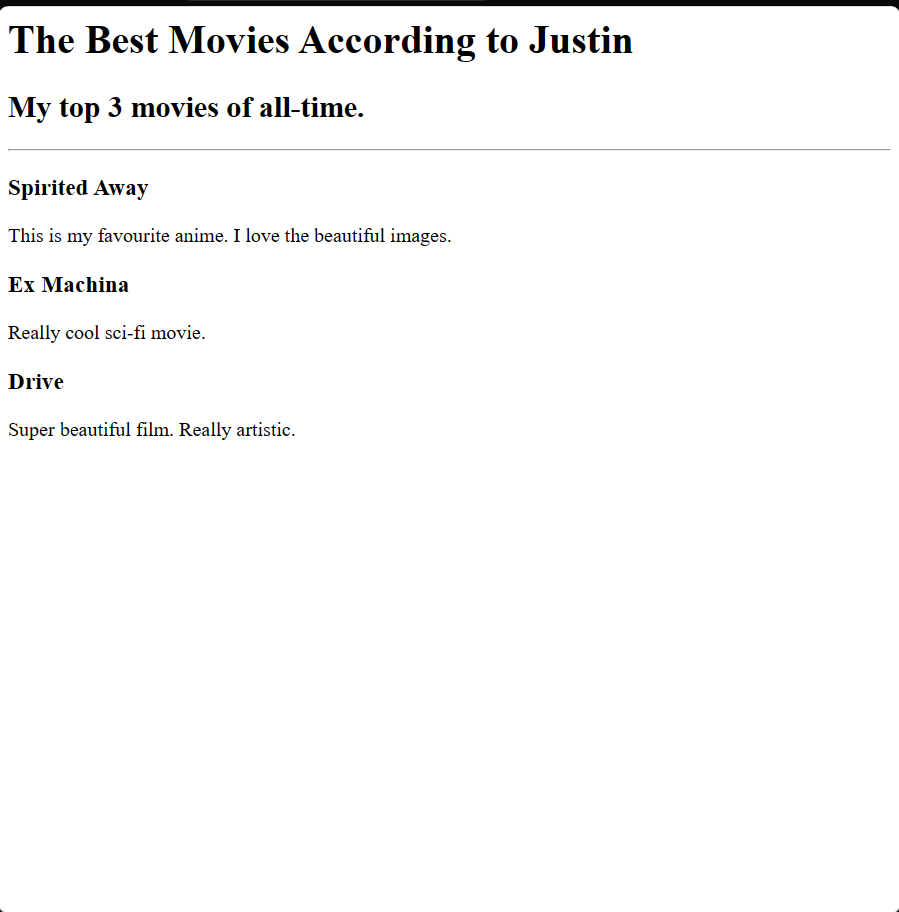 The Best Movies According to Justin
My top 3 movies of all-time.
Spirited Away
This is my favourite anime. I love the beautiful images.
Ex Machina
Really cool sci-fi movie.
Drive
Super beautiful film. Really artistic.